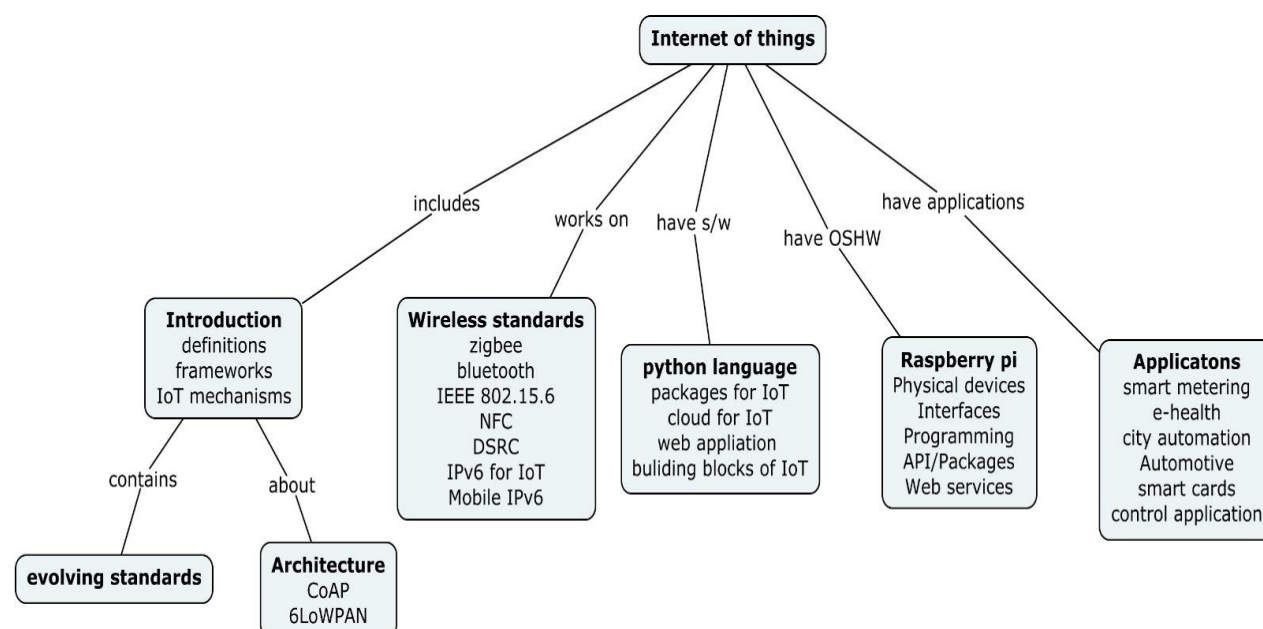 Internet of things
includes
works on
have s/w
have OSHW
have applications
Introduction
definitions
frameworks
IoT mechanisms
Wireless standards
zigbee
bluetooth
IEEE 802.15.6
NFC
DSRC
IPv6 for IoT
Mobile IPv6
python language
packages for IoT
cloud for IoT
web appliation
buliding blocks of IoT
Raspberry pi
Physical devices
Interfaces
Programming
API/Packages
Web services
Applicatons
smart metering
e-health
city automation
Automotive
smart cards
control application
contains
about
evolving standards
Architecture
CoAP
6LoWPAN